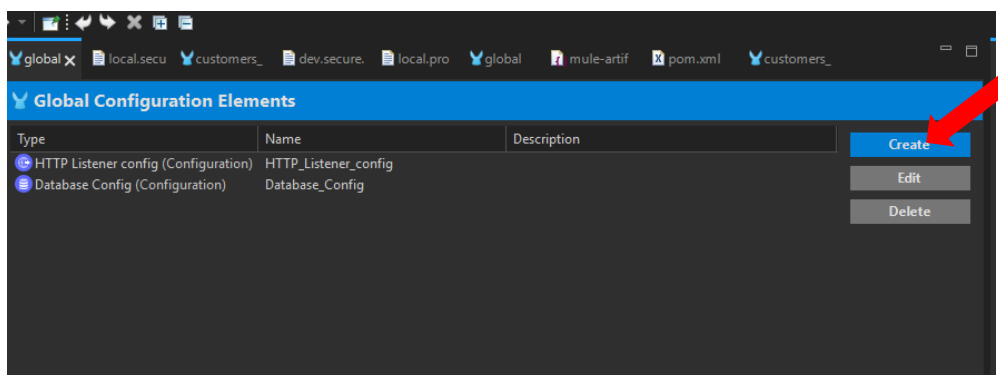 global local.secu customers_ dev.secure. local.pro global mule-artif pom.xml customers_
Global Configuration Elements
Type Name Description
HTTP Listener config (Configuration) HTTP_Listener_config
Database Config (Configuration) Database_Config
Create
Edit
Delete